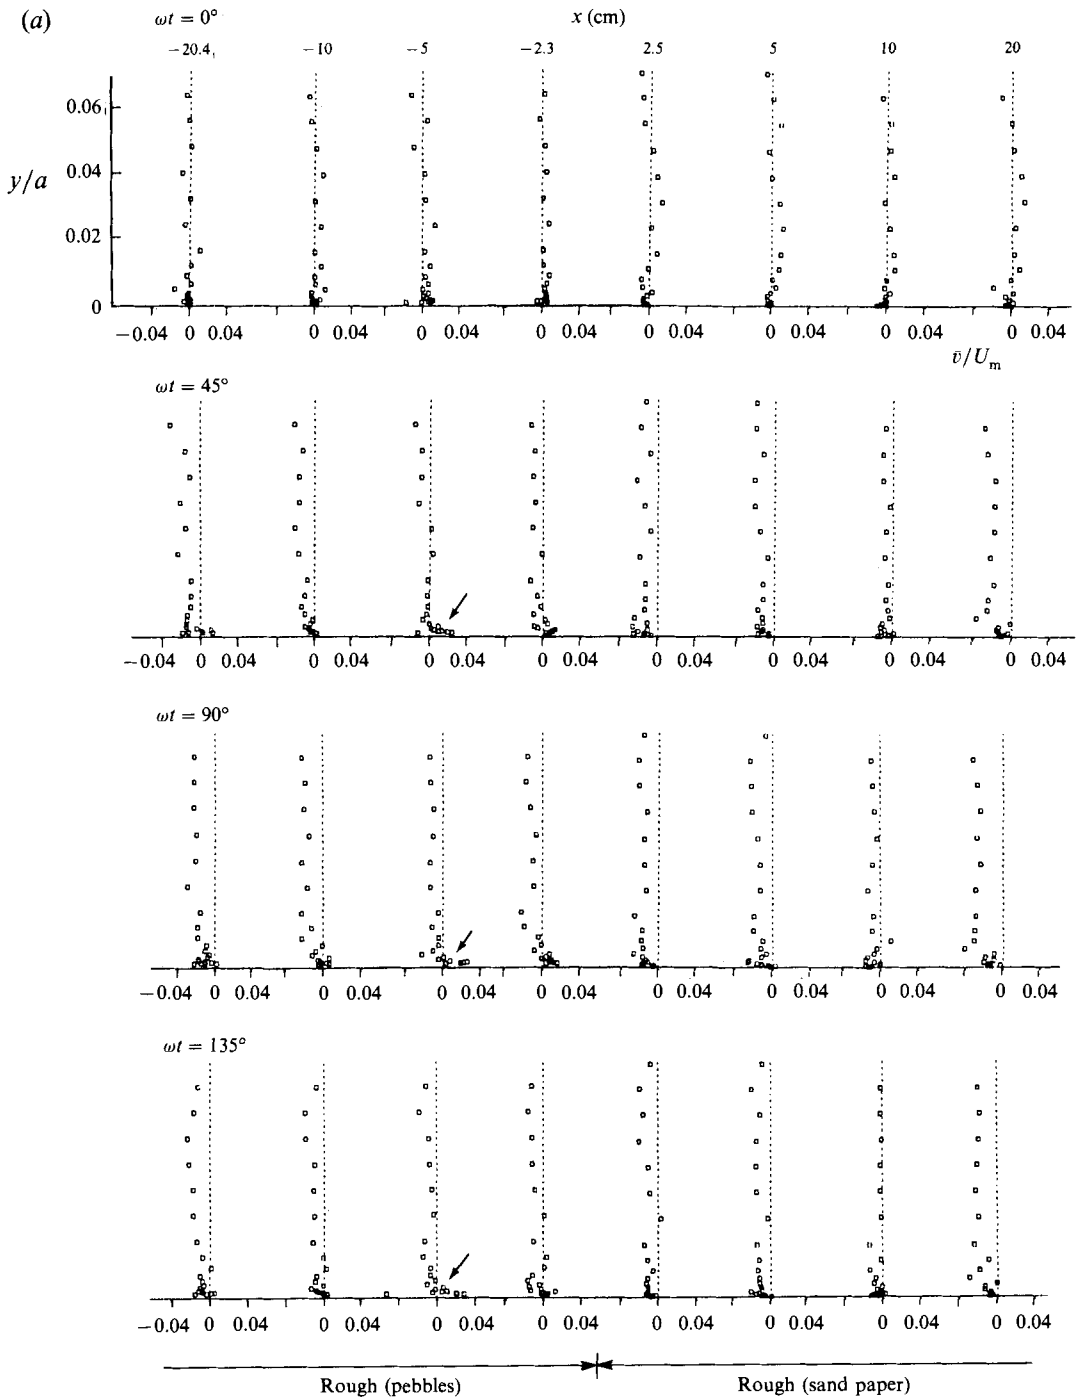 (a)
ωt = 0°
x (cm)
−20.4 −10 −5 −2.3 2.5 5 10 20
0.06
0.04
y/a
0.02
0
−0.04 0 0.04 0 0.04 0 0.04 0 0.04 0 0.04 0 0.04 0 0.04
v̄/U_m
ωt = 45°
−0.04 0 0.04 0 0.04 0 0.04 0 0.04 0 0.04 0 0.04 0 0.04 0 0.04
ωt = 90°
−0.04 0 0.04 0 0.04 0 0.04 0 0.04 0 0.04 0 0.04 0 0.04 0 0.04
ωt = 135°
−0.04 0 0.04 0 0.04 0 0.04 0 0.04 0 0.04 0 0.04 0 0.04 0 0.04
Rough (pebbles) Rough (sand paper)